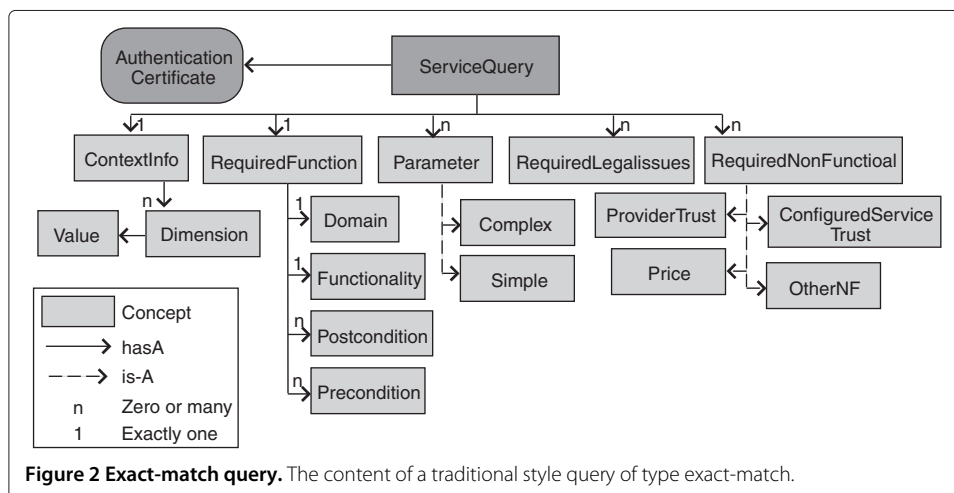 Authentication
Certificate
ServiceQuery
1
1
n
n
n
ContextInfo
RequiredFunction
Parameter
RequiredLegalissues
RequiredNonFunctioal
n
Value
Dimension
1
Domain
1
Functionality
n
Postcondition
n
Precondition
Complex
Simple
ProviderTrust
ConfiguredService
Trust
Price
OtherNF
Concept
hasA
is-A
n Zero or many
1 Exactly one
Figure 2 Exact-match query. The content of a traditional style query of type exact-match.